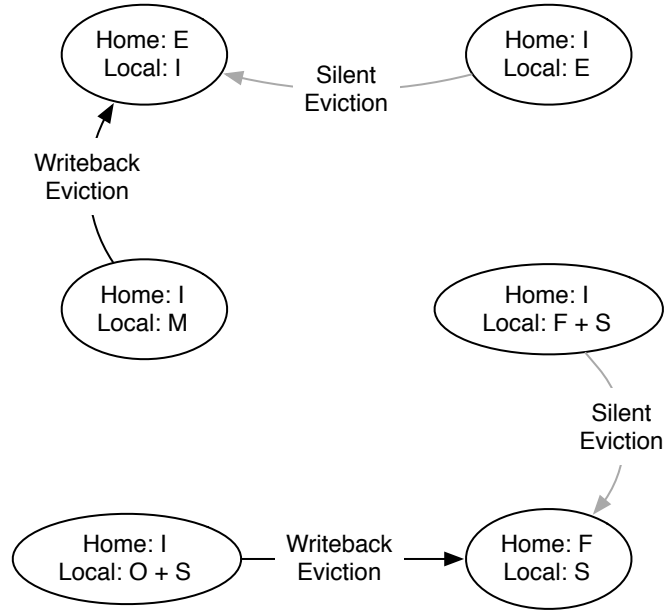 Home: E
Local: I
Silent
Eviction
Home: I
Local: E
Writeback
Eviction
Home: I
Local: M
Home: I
Local: F + S
Silent
Eviction
Home: I
Local: O + S
Writeback
Eviction
Home: F
Local: S